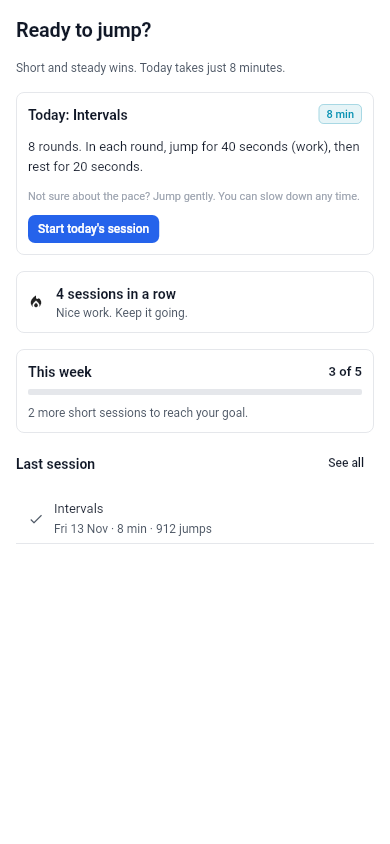 Ready to jump?
Short and steady wins. Today takes just 8 minutes.
Today: Intervals
8 min
8 rounds. In each round, jump for 40 seconds (work), then
rest for 20 seconds.
Not sure about the pace? Jump gently. You can slow down any time.
Start today's session
4 sessions in a row
Nice work. Keep it going.
This week
3 of 5
2 more short sessions to reach your goal.
Last session
See all
Intervals
Fri 13 Nov · 8 min · 912 jumps